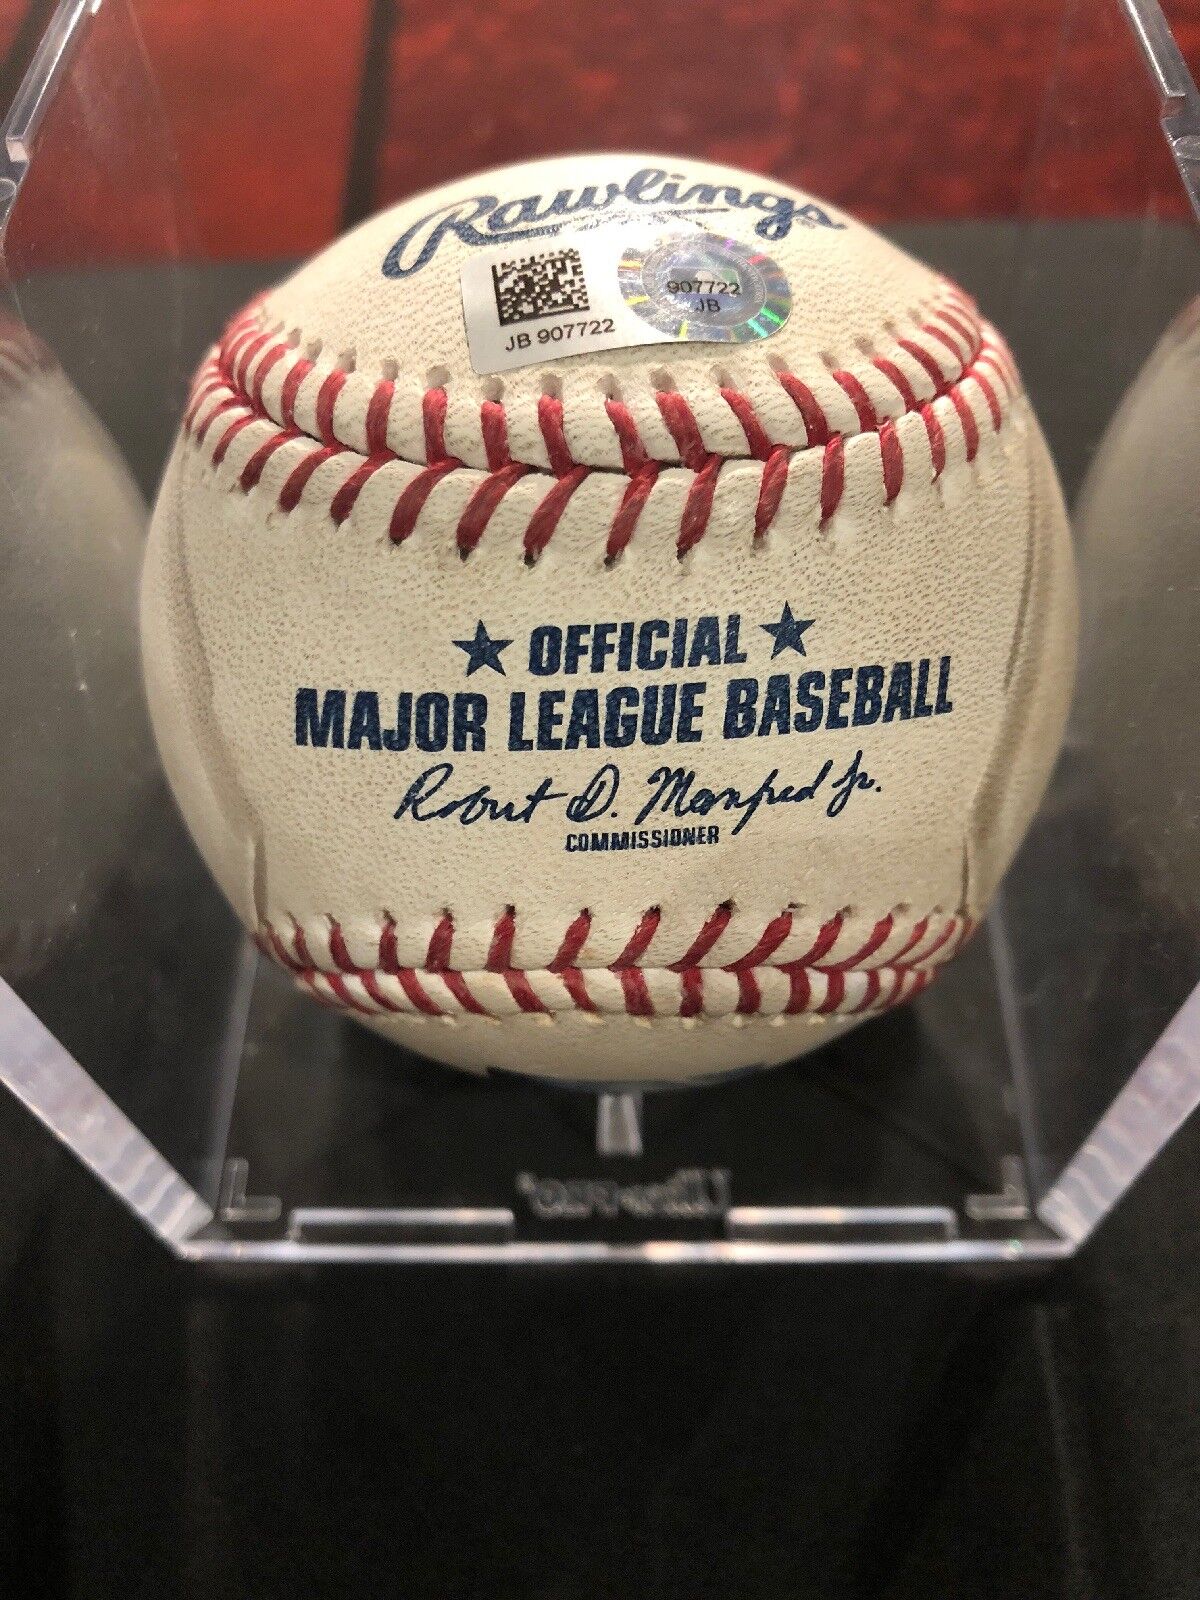 Rawlings
907722
JB
JB 907722
★ OFFICIAL ★
MAJOR LEAGUE BASEBALL
Robert D. Manfred Jr.
COMMISSIONER